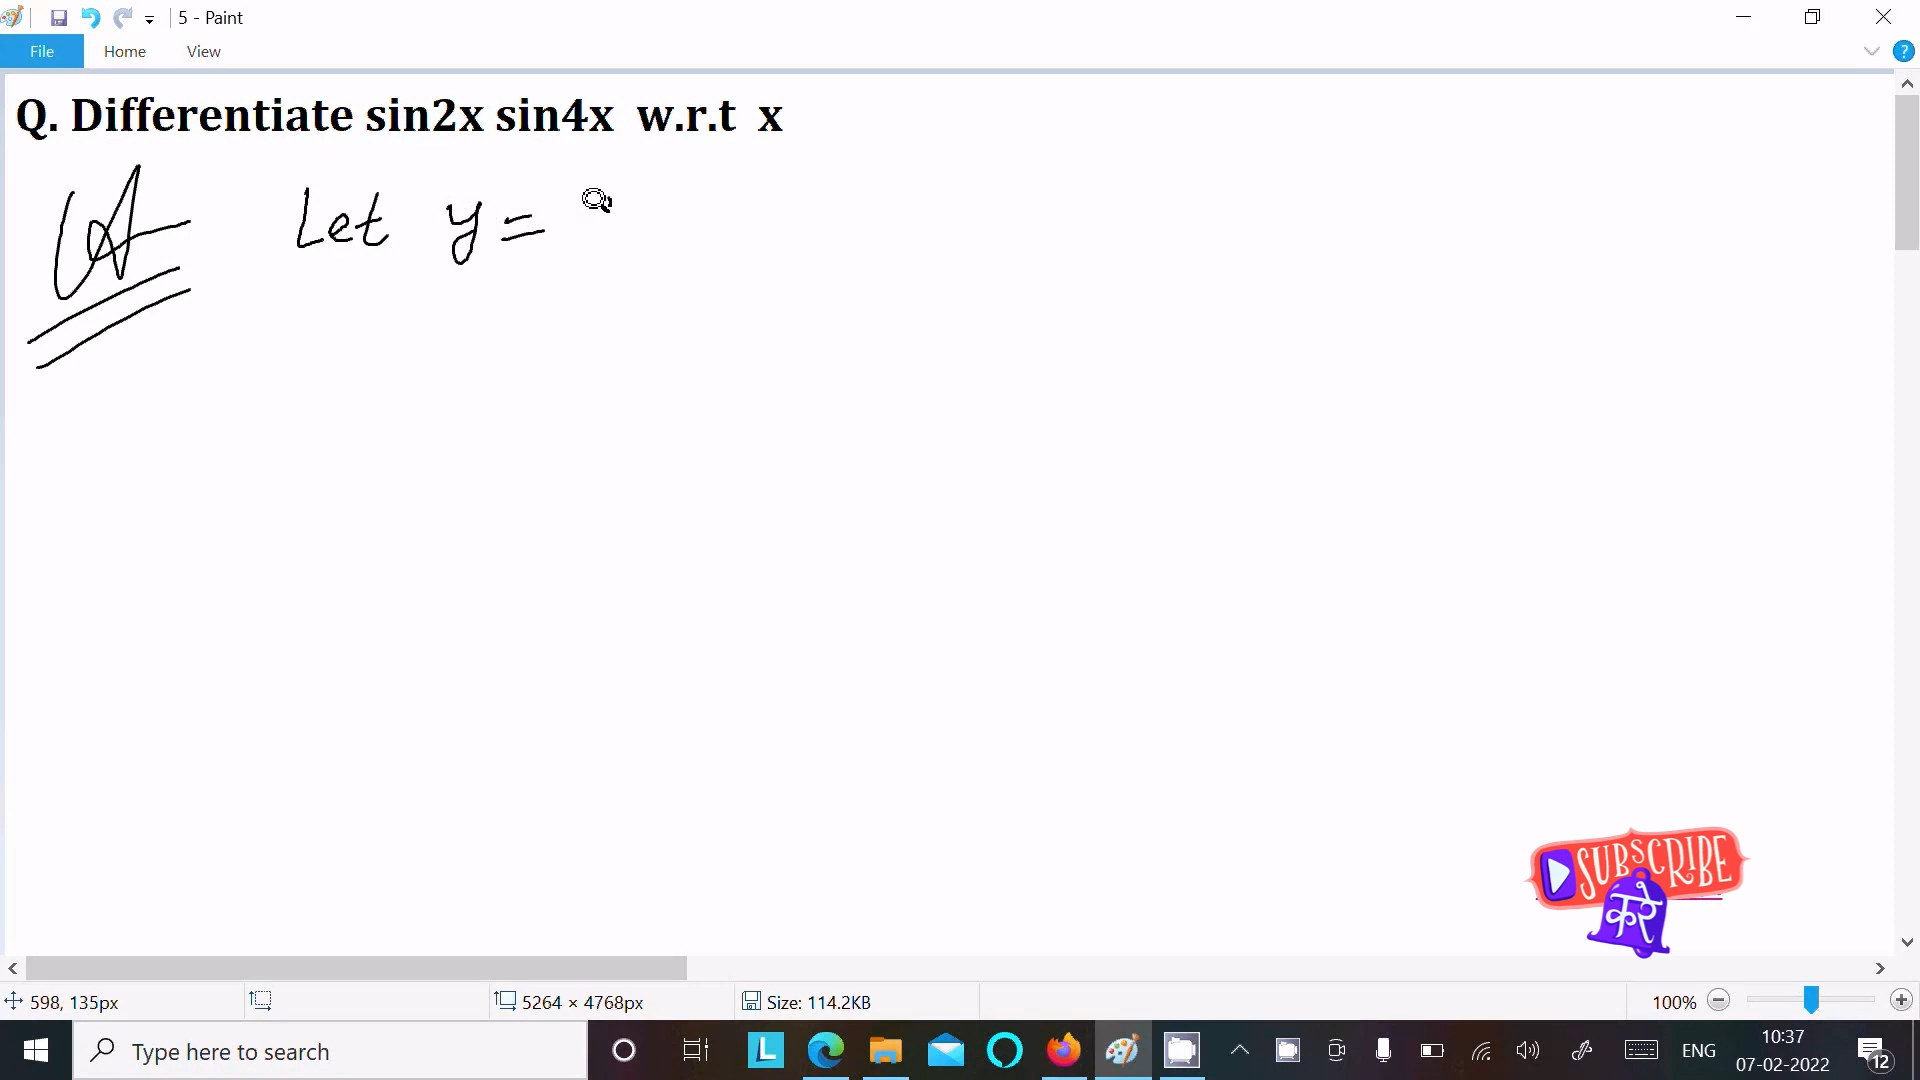 5 - Paint
File Home View
Q. Differentiate sin2x sin4x w.r.t x
Let y =
SUBSCRIBE
करे
598, 135px 5264 × 4768px Size: 114.2KB 100%
Type here to search L ENG 10:37
07-02-2022 12